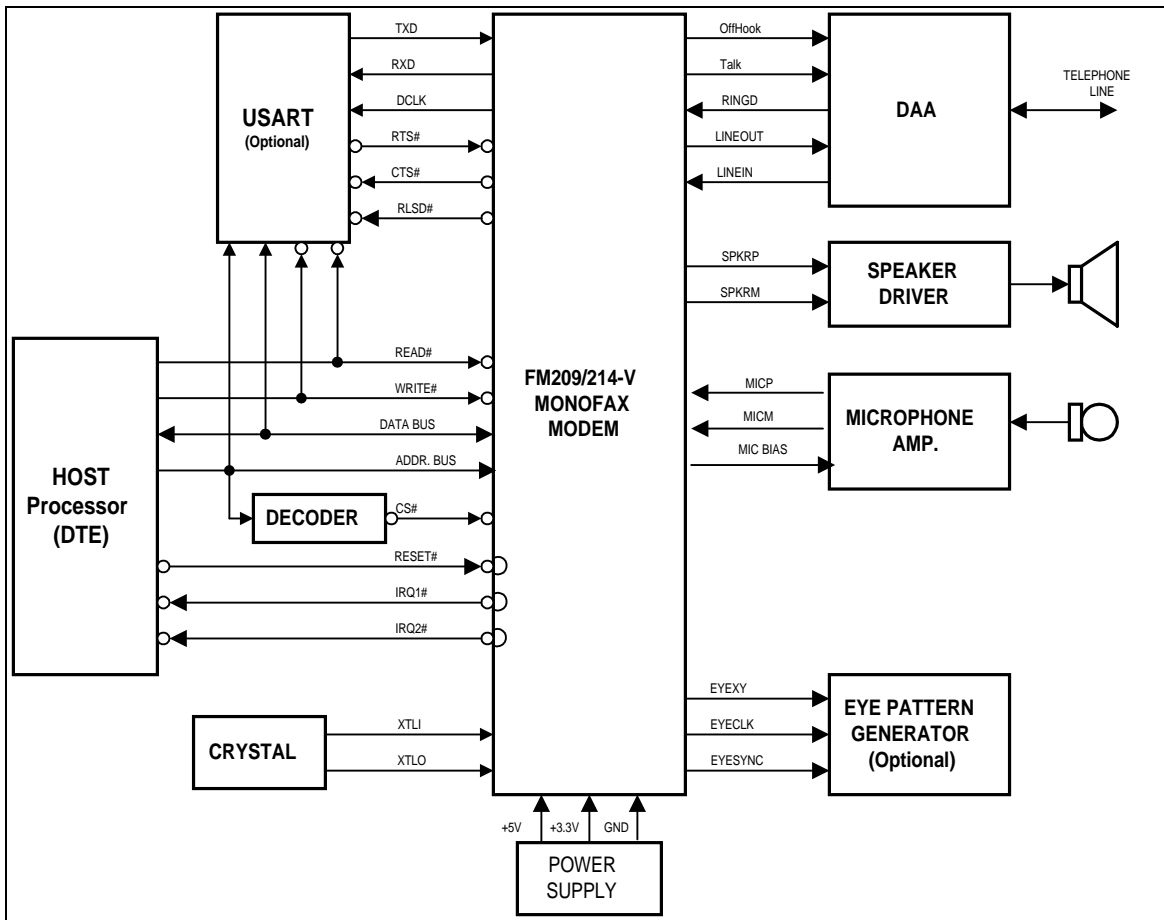 TXD
RXD
DCLK
RTS#
CTS#
RLSD#
USART
(Optional)
OffHook
Talk
RINGD
LINEOUT
LINEIN
DAA
TELEPHONE
LINE
SPKRP
SPKRM
SPEAKER
DRIVER
READ#
WRITE#
DATA BUS
ADDR. BUS
FM209/214-V
MONOFAX
MODEM
MICP
MICM
MIC BIAS
MICROPHONE
AMP.
HOST
Processor
(DTE)
DECODER
CS#
RESET#
IRQ1#
IRQ2#
CRYSTAL
XTLI
XTLO
EYEXY
EYECLK
EYESYNC
EYE PATTERN
GENERATOR
(Optional)
+5V
+3.3V
GND
POWER
SUPPLY